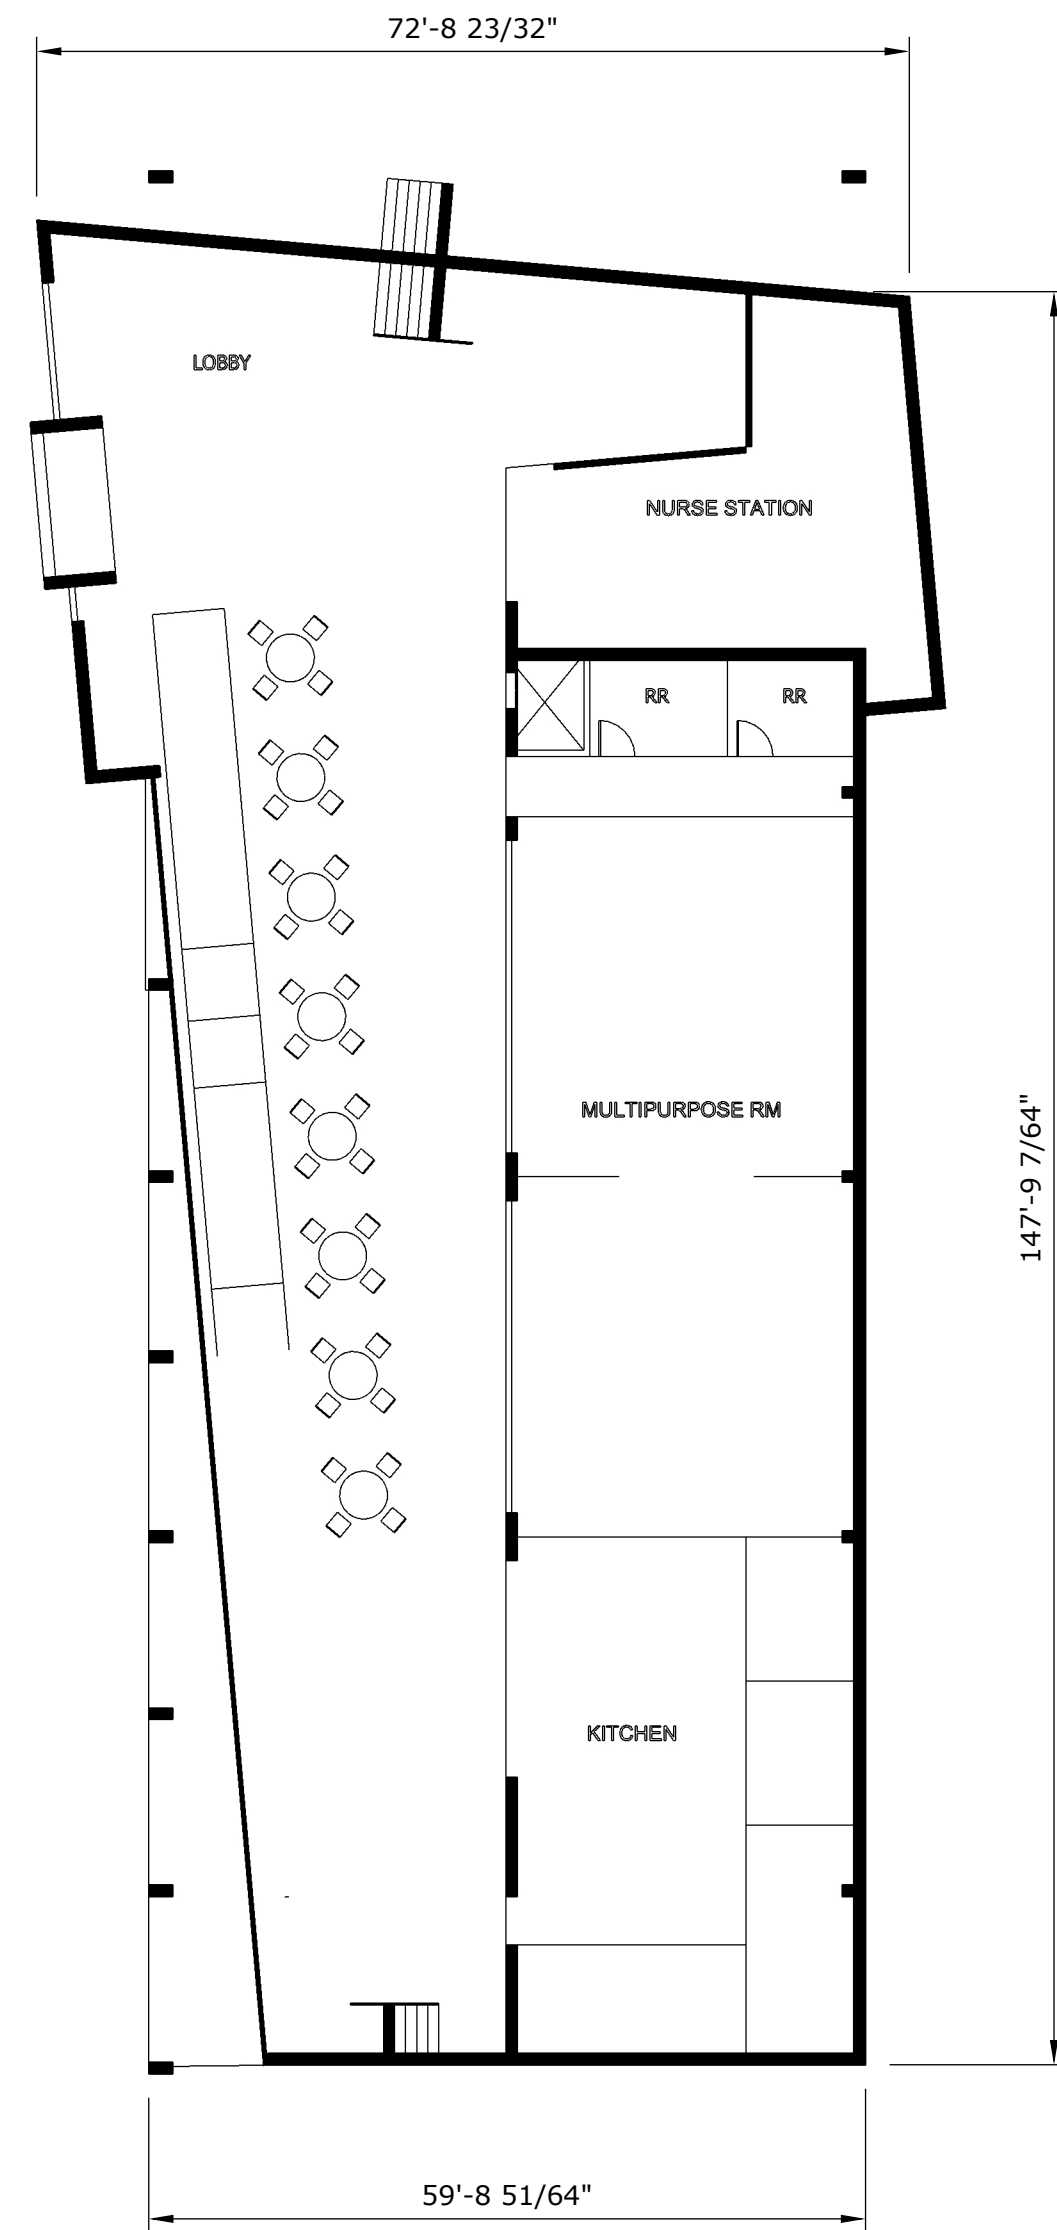 72'-8 23/32"
LOBBY
NURSE STATION
RR
RR
MULTIPURPOSE RM
147'-9 7/64"
KITCHEN
59'-8 51/64"